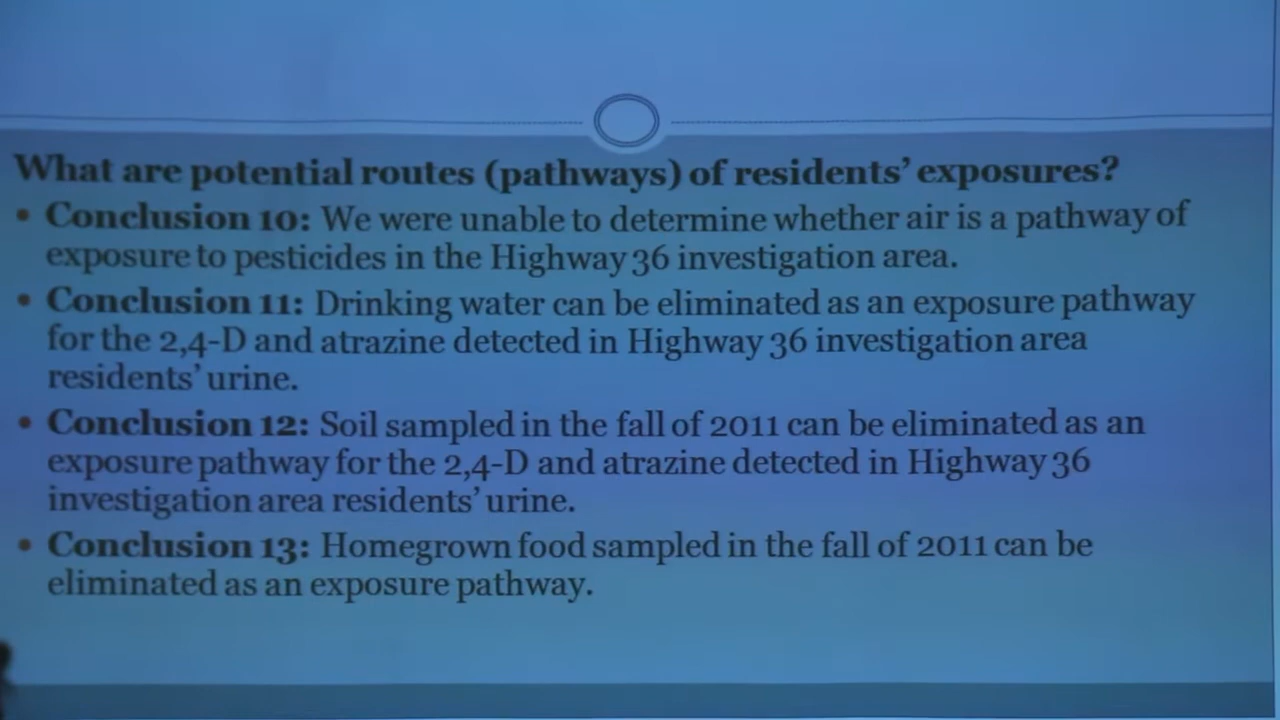 What are potential routes (pathways) of residents’ exposures?
• Conclusion 10: We were unable to determine whether air is a pathway of
exposure to pesticides in the Highway 36 investigation area.
• Conclusion 11: Drinking water can be eliminated as an exposure pathway
for the 2,4-D and atrazine detected in Highway 36 investigation area
residents’ urine.
• Conclusion 12: Soil sampled in the fall of 2011 can be eliminated as an
exposure pathway for the 2,4-D and atrazine detected in Highway 36
investigation area residents’ urine.
• Conclusion 13: Homegrown food sampled in the fall of 2011 can be
eliminated as an exposure pathway.